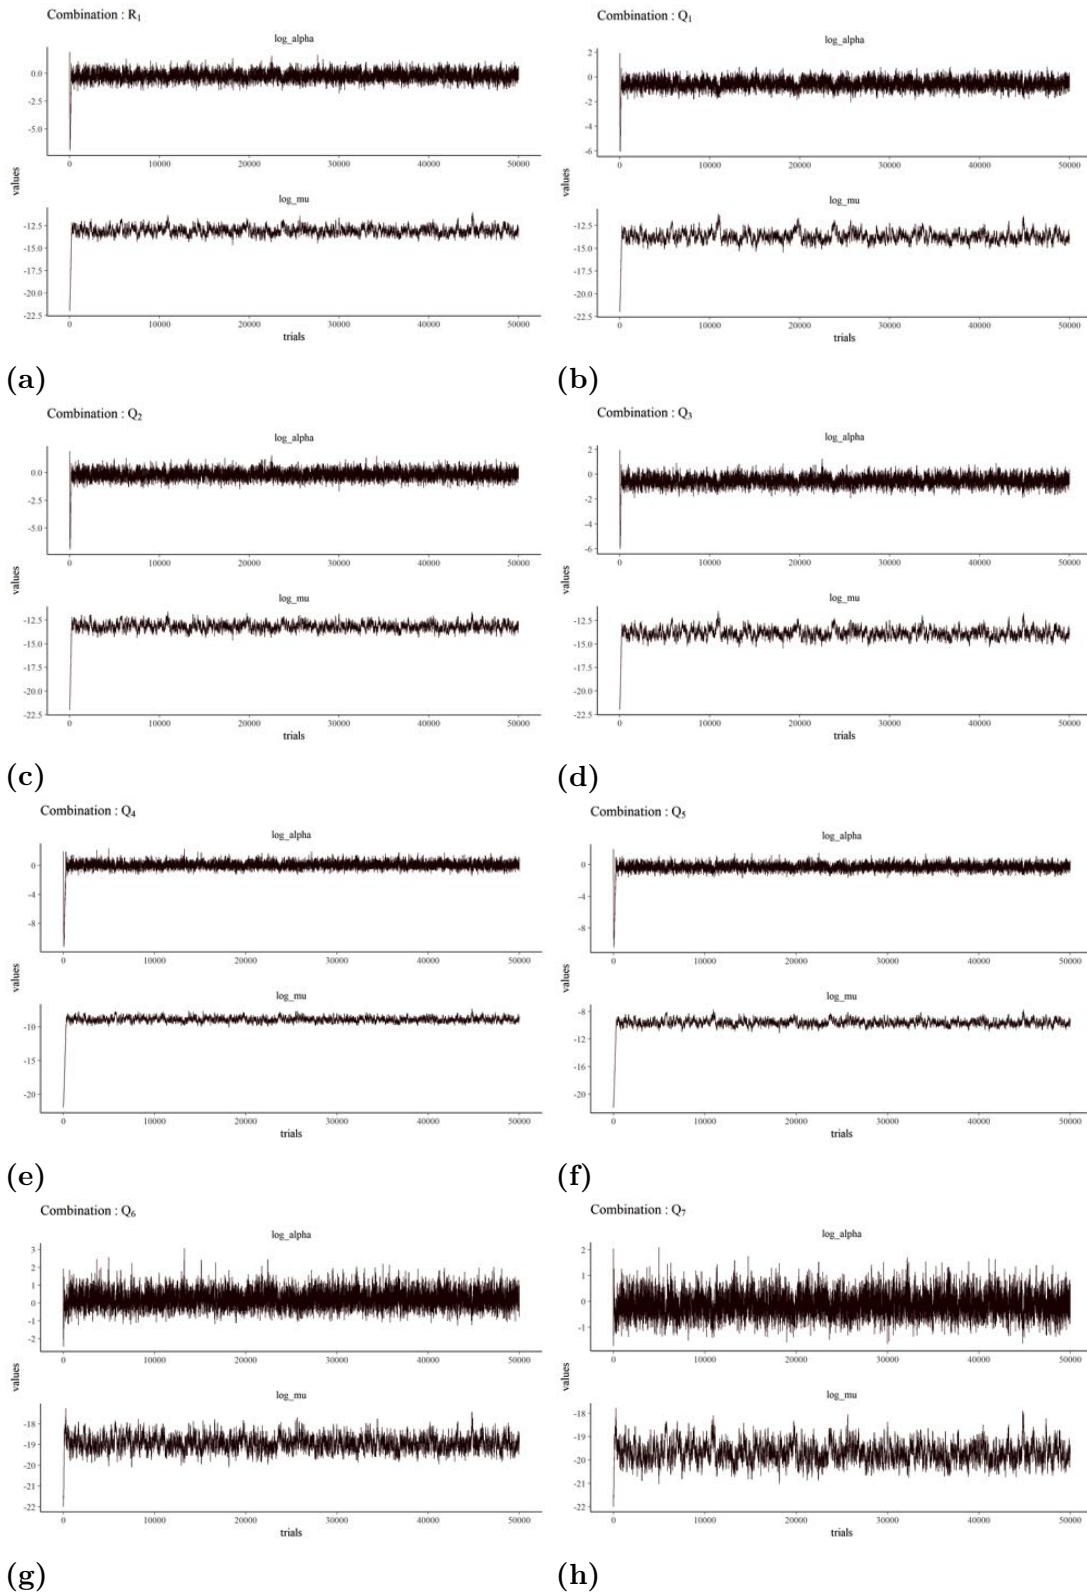 Combination : R1
log_alpha
0.0
-2.5
-5.0
0 10000 20000 30000 40000 50000
values
log_mu
-12.5
-15.0
-17.5
-20.0
-22.5
0 10000 20000 30000 40000 50000
trials
(a)
Combination : Q1
log_alpha
2
0
-2
-4
-6
0 10000 20000 30000 40000 50000
values
log_mu
-12.5
-15.0
-17.5
-20.0
-22.5
0 10000 20000 30000 40000 50000
trials
(b)
Combination : Q2
log_alpha
0.0
-2.5
-5.0
0 10000 20000 30000 40000 50000
values
log_mu
-12.5
-15.0
-17.5
-20.0
-22.5
0 10000 20000 30000 40000 50000
trials
(c)
Combination : Q3
log_alpha
2
0
-2
-4
-6
0 10000 20000 30000 40000 50000
values
log_mu
-12.5
-15.0
-17.5
-20.0
-22.5
0 10000 20000 30000 40000 50000
trials
(d)
Combination : Q4
log_alpha
0
-4
-8
0 10000 20000 30000 40000 50000
values
log_mu
-10
-15
-20
0 10000 20000 30000 40000 50000
trials
(e)
Combination : Q5
log_alpha
0
-4
-8
0 10000 20000 30000 40000 50000
values
log_mu
-8
-12
-16
-20
0 10000 20000 30000 40000 50000
trials
(f)
Combination : Q6
log_alpha
3
2
1
0
-1
-2
0 10000 20000 30000 40000 50000
values
log_mu
-18
-19
-20
-21
-22
0 10000 20000 30000 40000 50000
trials
(g)
Combination : Q7
log_alpha
2
1
0
-1
0 10000 20000 30000 40000 50000
values
log_mu
-18
-19
-20
-21
-22
0 10000 20000 30000 40000 50000
trials
(h)